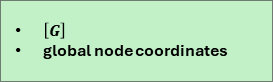 • [G]
• global node coordinates